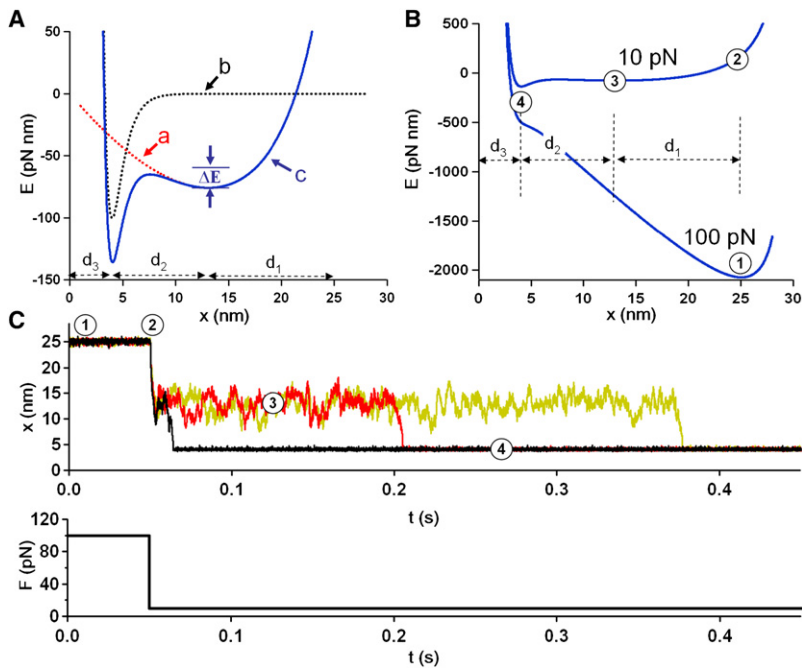 A
50
0
-50
-100
-150
E (pN nm)
b
a
ΔE
c
d3
d2
d1
0 5 10 15 20 25 30
x (nm)
B
500
0
-500
-1000
-1500
-2000
E (pN nm)
10 pN
2
3
4
d3
d2
d1
100 pN
1
0 5 10 15 20 25 30
x (nm)
C
1
2
25
20
15
10
5
0
x (nm)
3
4
0.0 0.1 0.2 0.3 0.4
t (s)
120
80
40
0
F (pN)
0.0 0.1 0.2 0.3 0.4
t (s)